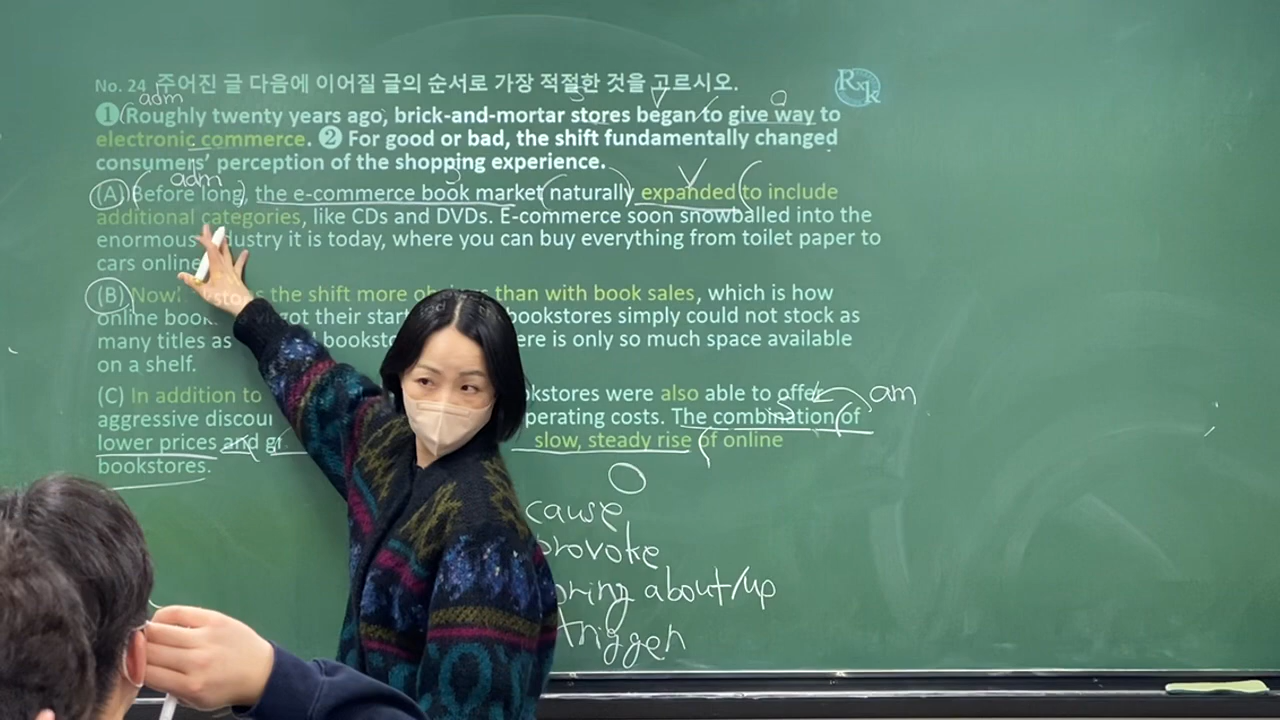 No. 24 주어진 글 다음에 이어질 글의 순서로 가장 적절한 것을 고르시오.
RK
adm s v o
❶(Roughly twenty years ago, brick-and-mortar stores began to give way to
electronic commerce. ❷ For good or bad, the shift fundamentally changed
consumers' perception of the shopping experience.
adm s v
(A) (Before long), the e-commerce book market (naturally) expanded (to include
additional categories, like CDs and DVDs. E-commerce soon snowballed into the
enormous industry it is today, where you can buy everything from toilet paper to
cars online
(B) the shift more than with book sales, which is how
online book got their start bookstores simply could not stock as
many titles as booksto there is only so much space available
on a shelf.
(C) In addition to kstores were also able to offer am
aggressive discou perating costs. The combination (of
lower prices and slow, steady rise of online
bookstores.
O
cause
provoke
bring about/up
trigger